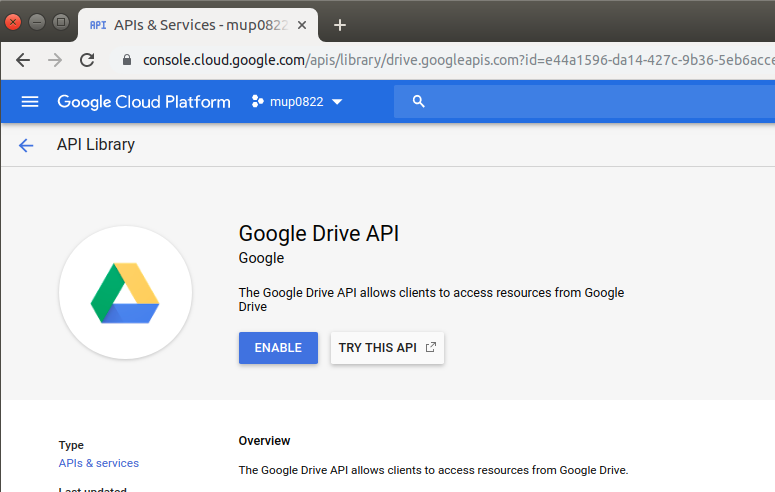 API APIs & Services - mup0822
console.cloud.google.com/apis/library/drive.googleapis.com?id=e44a1596-da14-427c-9b36-5eb6acce
Google Cloud Platform mup0822
API Library
Google Drive API
Google
The Google Drive API allows clients to access resources from Google
Drive
ENABLE TRY THIS API
Type
APIs & services
Last updated
Overview
The Google Drive API allows clients to access resources from Google Drive.